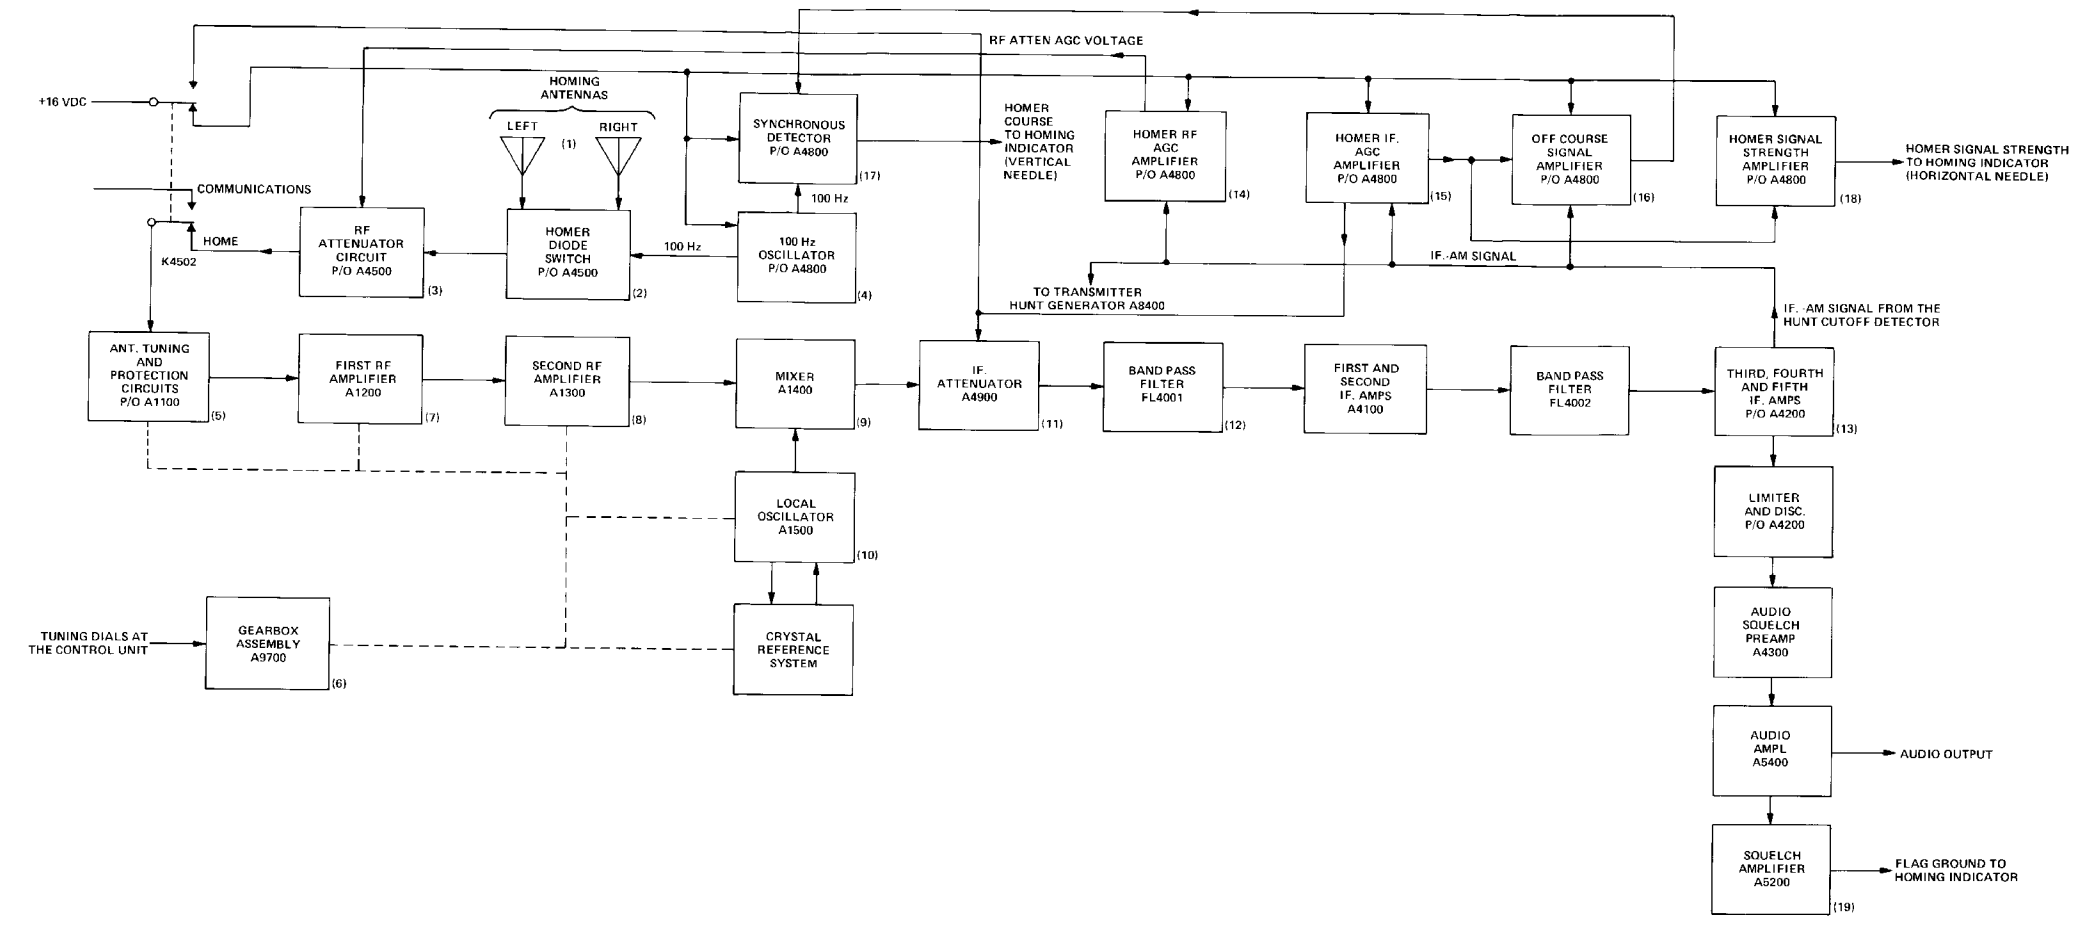 RF ATTEN AGC VOLTAGE
+16 VDC
HOMING
ANTENNAS
LEFT
RIGHT
(1)
SYNCHRONOUS
DETECTOR
P/O A4800
(17)
HOMER
COURSE
TO HOMING
INDICATOR
(VERTICAL
NEEDLE)
HOMER RF
AGC
AMPLIFIER
P/O A4800
(14)
HOMER IF.
AGC
AMPLIFIER
P/O A4800
(15)
OFF COURSE
SIGNAL
AMPLIFIER
P/O A4800
(16)
HOMER SIGNAL
STRENGTH
AMPLIFIER
P/O A4800
(18)
HOMER SIGNAL STRENGTH
TO HOMING INDICATOR
(HORIZONTAL NEEDLE)
COMMUNICATIONS
HOME
K4502
RF
ATTENUATOR
CIRCUIT
P/O A4500
(3)
HOMER
DIODE
SWITCH
P/O A4500
(2)
100 Hz
100 Hz
100 Hz
OSCILLATOR
P/O A4800
(4)
IF.-AM SIGNAL
TO TRANSMITTER
HUNT GENERATOR A8400
IF. -AM SIGNAL FROM THE
HUNT CUTOFF DETECTOR
ANT. TUNING
AND
PROTECTION
CIRCUITS
P/O A1100
(5)
FIRST RF
AMPLIFIER
A1200
(7)
SECOND RF
AMPLIFIER
A1300
(8)
MIXER
A1400
(9)
IF.
ATTENUATOR
A4900
(11)
BAND PASS
FILTER
FL4001
(12)
FIRST AND
SECOND
IF. AMPS
A4100
BAND PASS
FILTER
FL4002
THIRD, FOURTH
AND FIFTH
IF. AMPS
P/O A4200
(13)
LOCAL
OSCILLATOR
A1500
(10)
LIMITER
AND DISC.
P/O A4200
TUNING DIALS AT
THE CONTROL UNIT
GEARBOX
ASSEMBLY
A9700
(6)
CRYSTAL
REFERENCE
SYSTEM
AUDIO
SQUELCH
PREAMP
A4300
AUDIO
AMPL
A5400
AUDIO OUTPUT
SQUELCH
AMPLIFIER
A5200
(19)
FLAG GROUND TO
HOMING INDICATOR